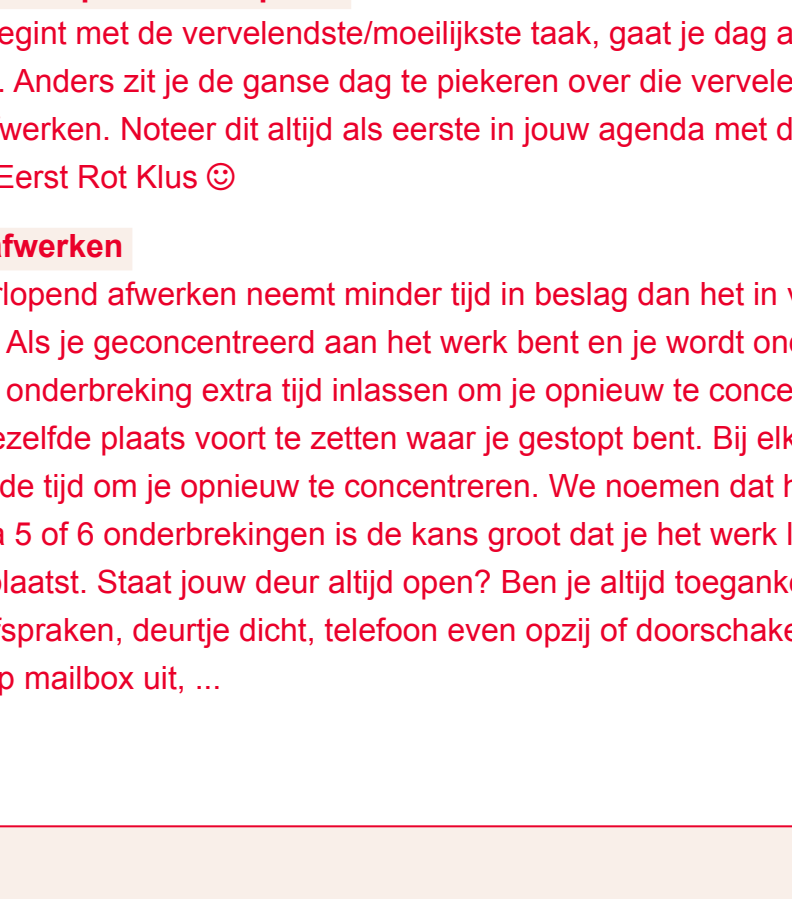 egint met de vervelendste/moeilijkste taak, gaat je dag a
. Anders zit je de ganse dag te piekeren over die vervele
werken. Noteer dit altijd als eerste in jouw agenda met d
Eerst Rot Klus ☺
afwerken
rlopend afwerken neemt minder tijd in beslag dan het in v
Als je geconcentreerd aan het werk bent en je wordt ond
onderbreking extra tijd inlassen om je opnieuw te conce
ezelfde plaats voort te zetten waar je gestopt bent. Bij elk
de tijd om je opnieuw te concentreren. We noemen dat h
a 5 of 6 onderbrekingen is de kans groot dat je het werk l
plaatst. Staat jouw deur altijd open? Ben je altijd toeganke
fspraken, deurtje dicht, telefoon even opzij of doorschake
p mailbox uit, ...